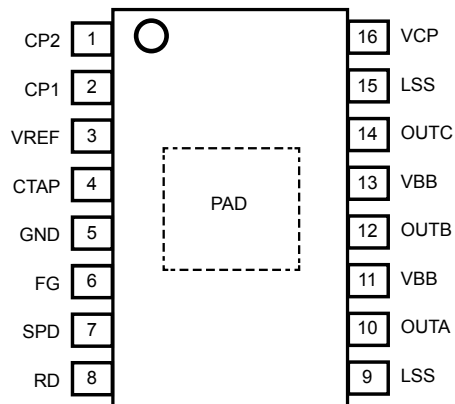 CP2 1 16 VCP
CP1 2 15 LSS
VREF 3 14 OUTC
CTAP 4 13 VBB
PAD
GND 5 12 OUTB
FG 6 11 VBB
SPD 7 10 OUTA
RD 8 9 LSS